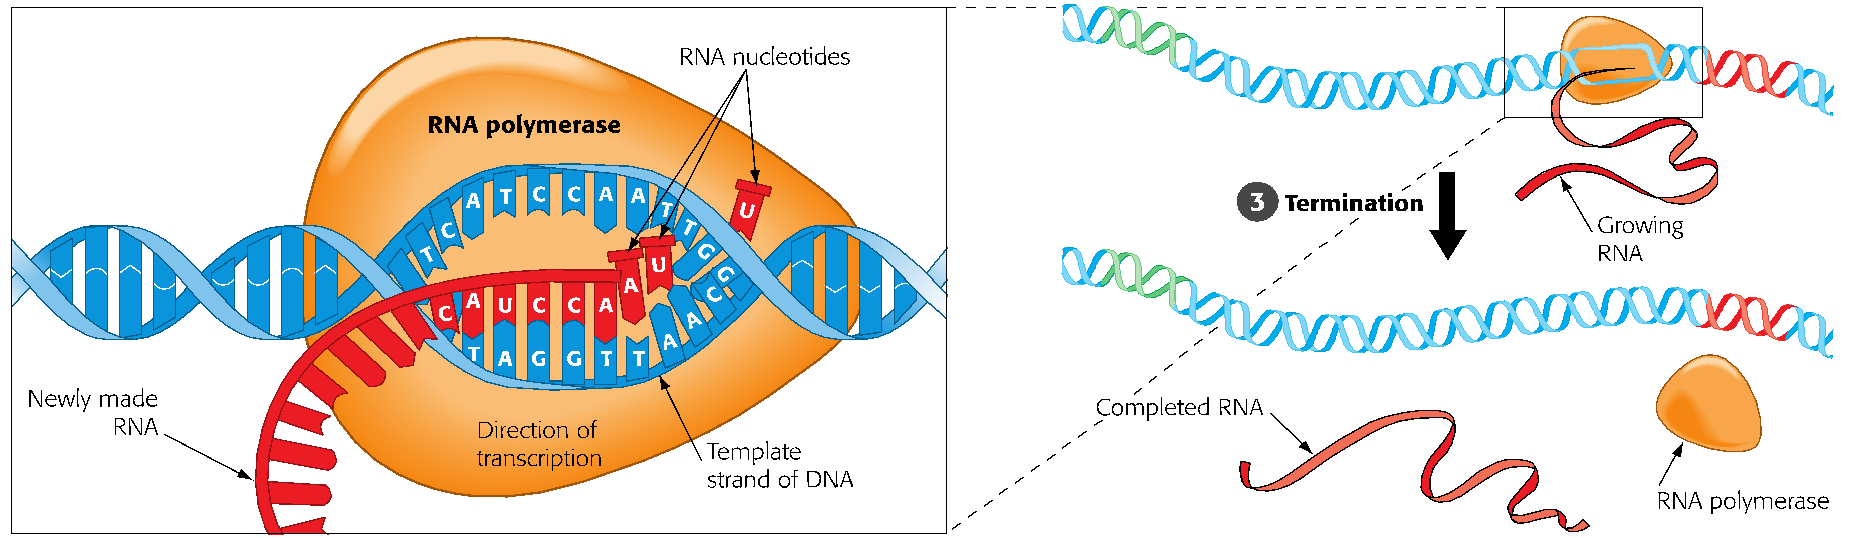 RNA nucleotides
RNA polymerase
T C A T C C A A T T G G
U
C A U C C A A U
T A G G T T A A C
Newly made
RNA
Direction of
transcription
Template
strand of DNA
3 Termination
Growing
RNA
Completed RNA
RNA polymerase